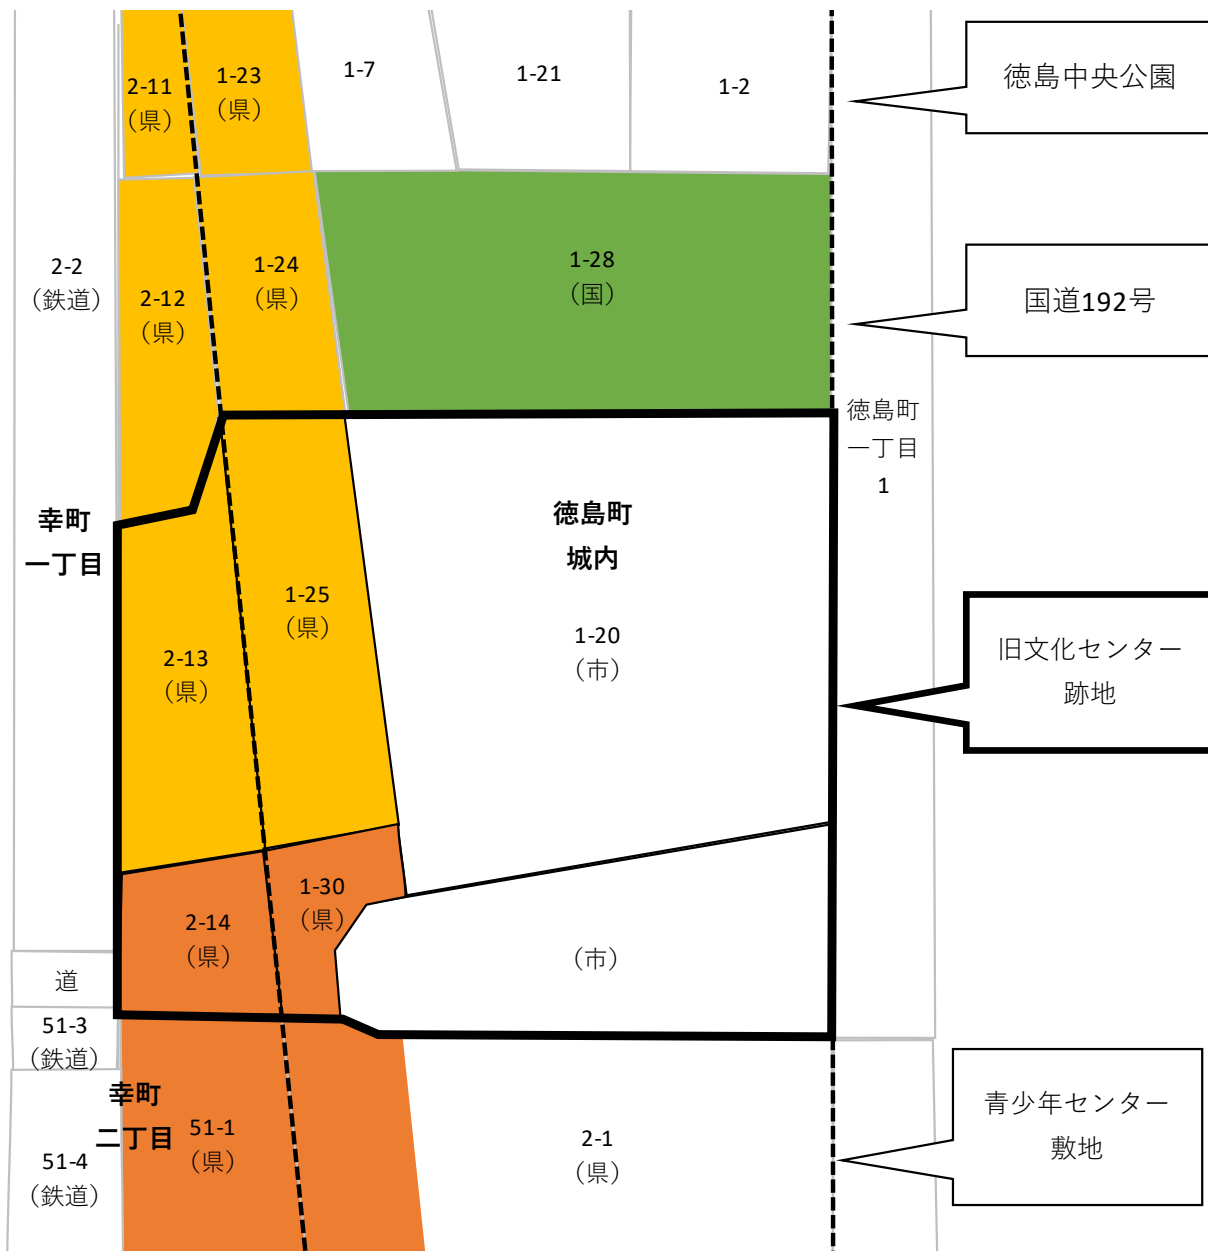 2-11
（県）
1-23
（県）
1-7
1-21
1-2
徳島中央公園
2-2
（鉄道）
2-12
（県）
1-24
（県）
1-28
（国）
国道192号
徳島町
一丁目
1
幸町
一丁目
徳島町
城内
1-25
（県）
1-20
（市）
2-13
（県）
旧文化センター
跡地
1-30
（県）
2-14
（県）
（市）
道
51-3
（鉄道）
幸町
二丁目
51-1
（県）
2-1
（県）
51-4
（鉄道）
青少年センター
敷地